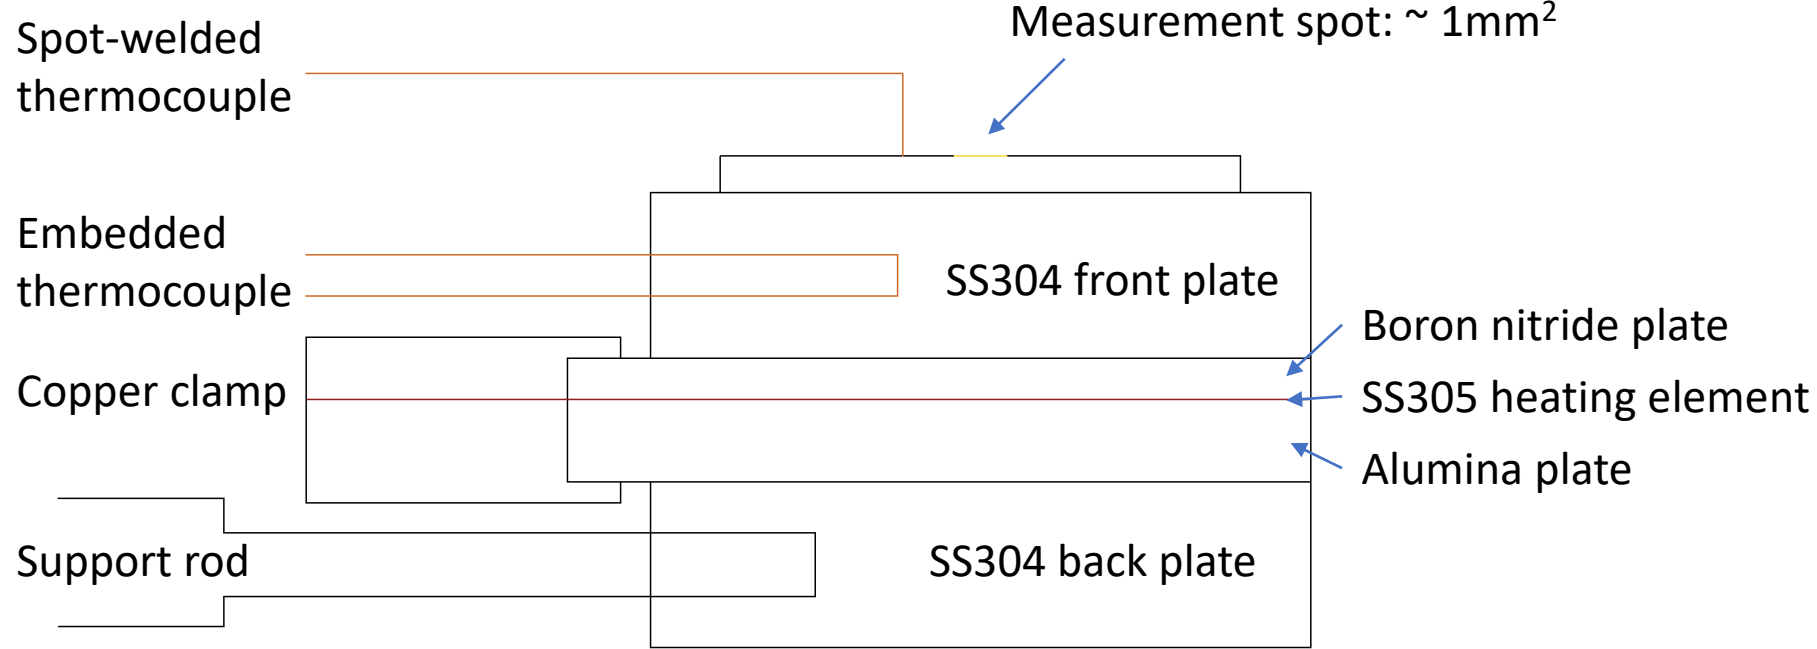 Measurement spot: ~ 1mm²
Spot-welded
thermocouple
Embedded
thermocouple
SS304 front plate
Boron nitride plate
Copper clamp
SS305 heating element
Alumina plate
Support rod
SS304 back plate